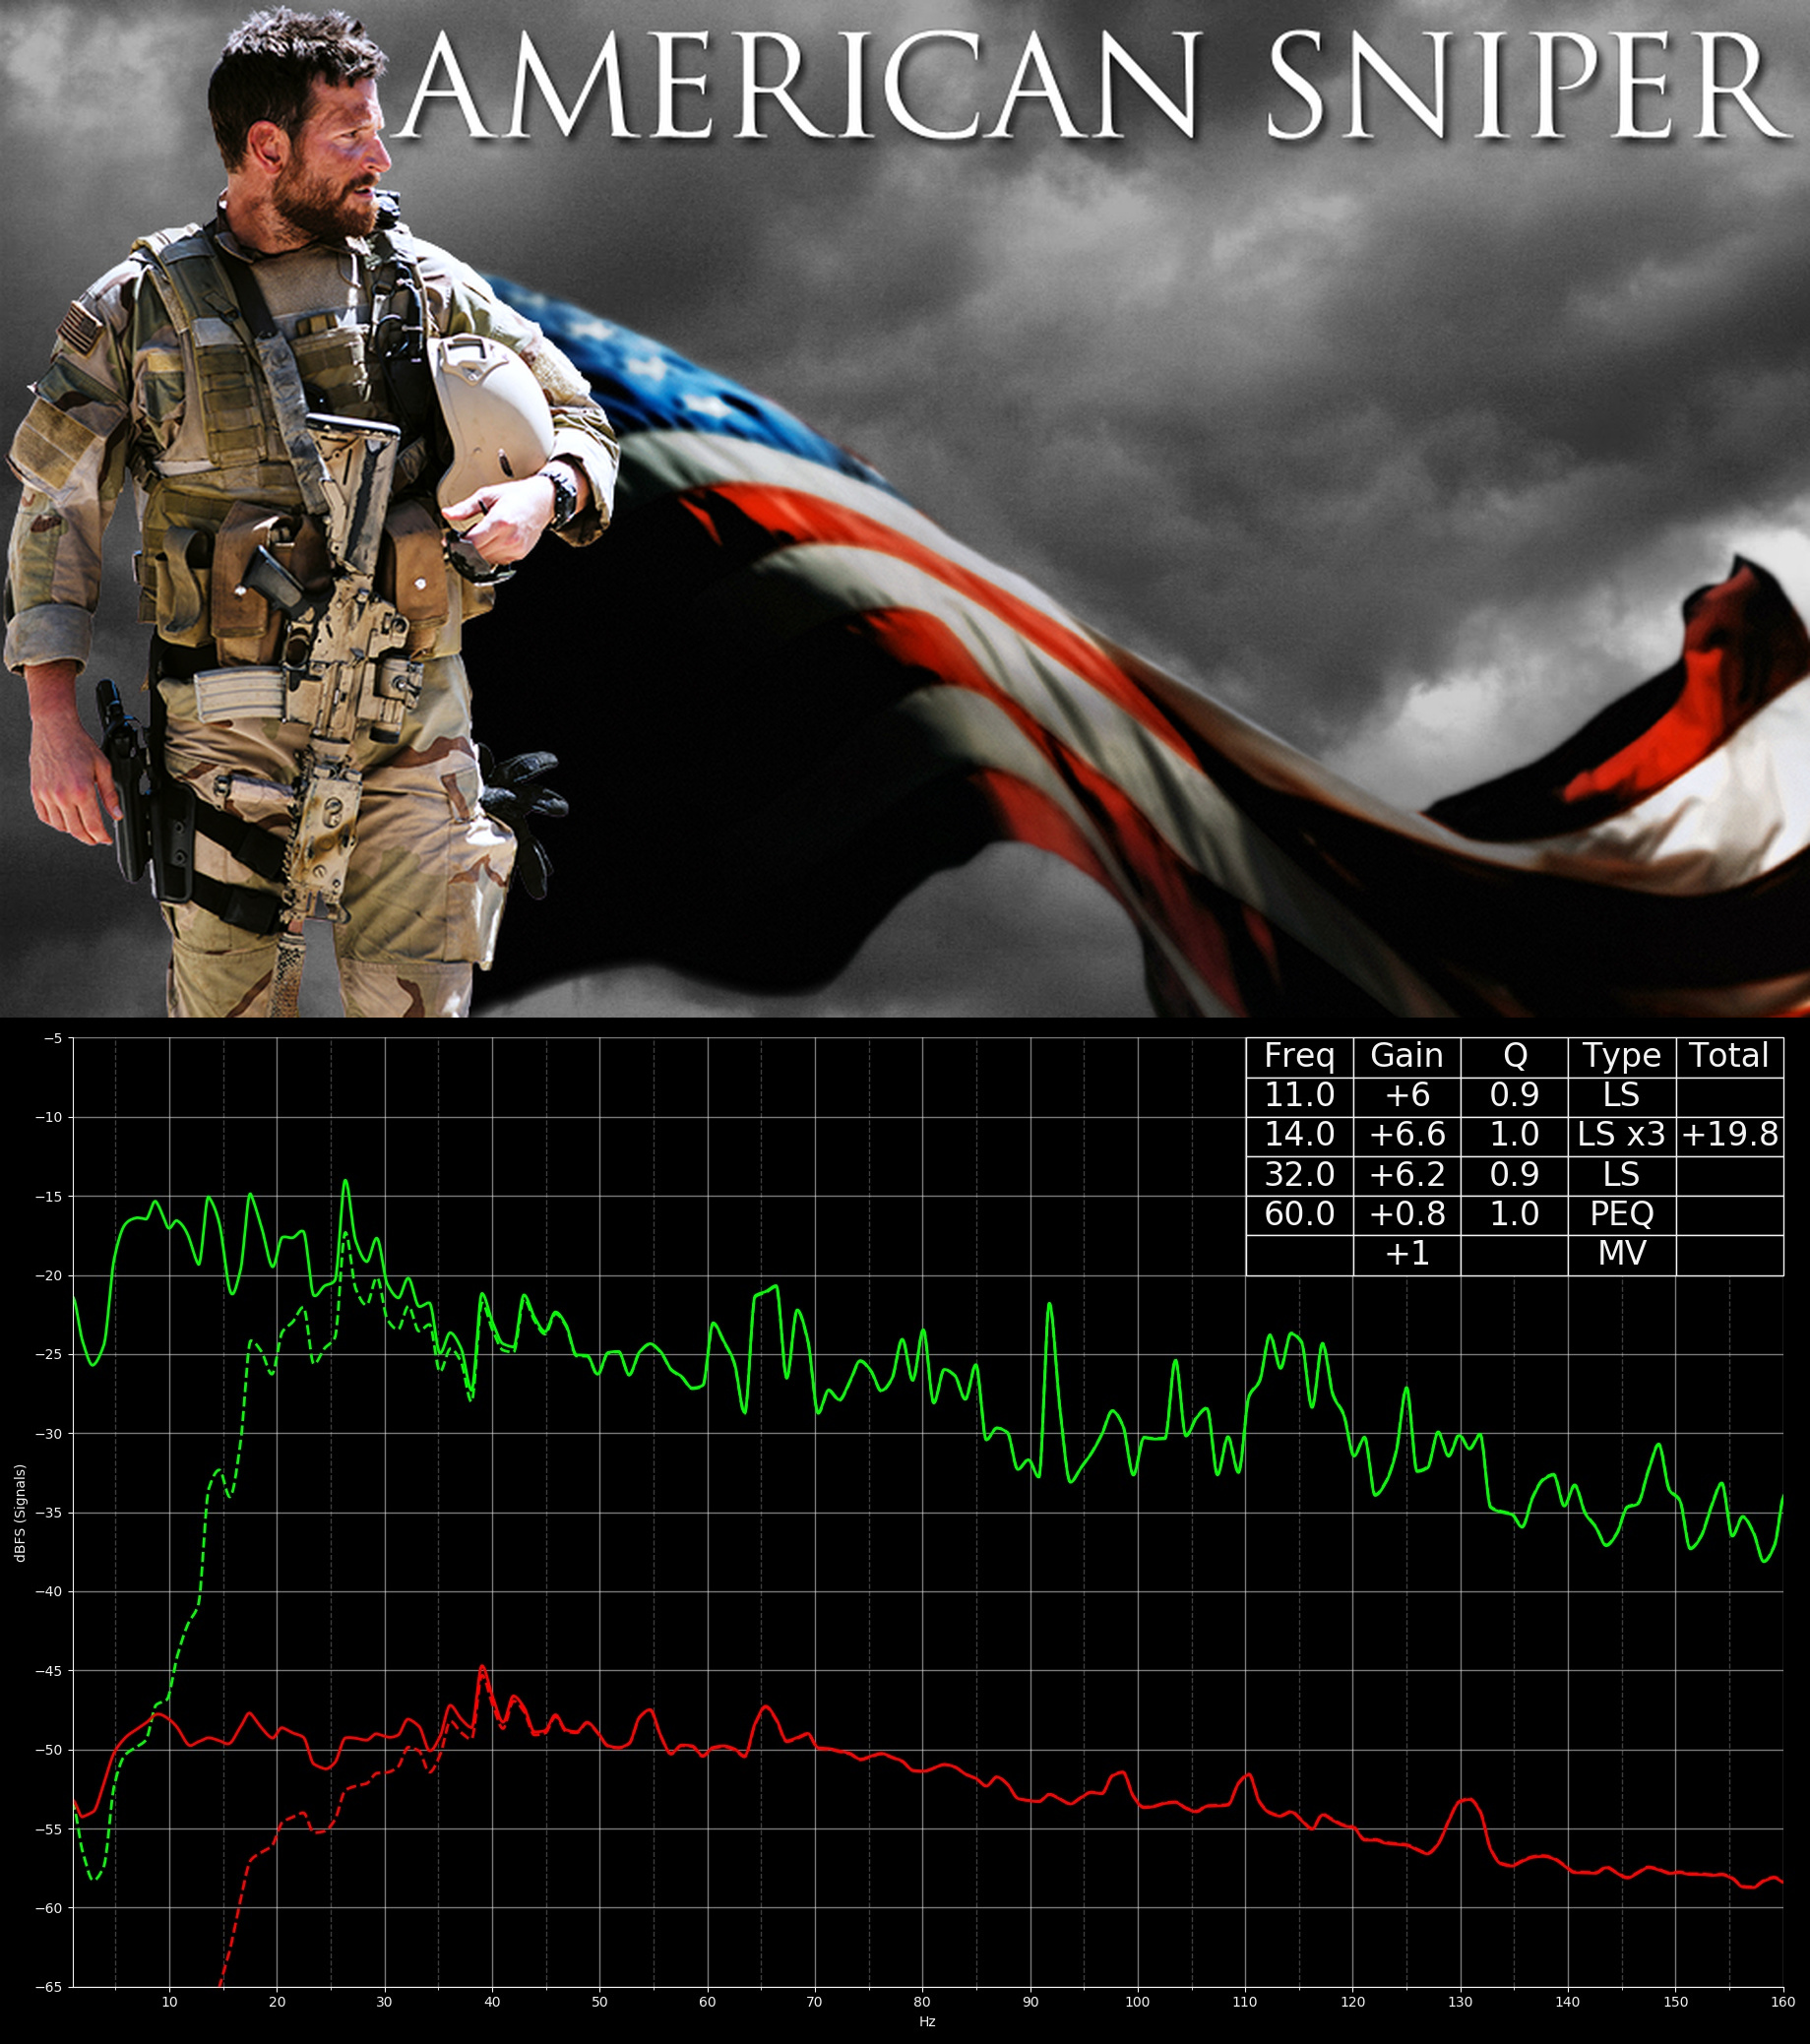 AMERICAN SNIPER
Freq Gain Q Type Total
11.0 +6 0.9 LS
14.0 +6.6 1.0 LS x3 +19.8
32.0 +6.2 0.9 LS
60.0 +0.8 1.0 PEQ
+1 MV
−5
−10
−15
−20
−25
−30
−35
−40
−45
−50
−55
−60
−65
dBFS (Signals)
10 20 30 40 50 60 70 80 90 100 110 120 130 140 150 160
Hz